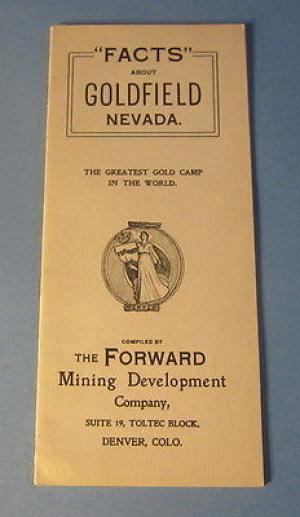 "FACTS"
ABOUT
GOLDFIELD
NEVADA.
THE GREATEST GOLD CAMP
IN THE WORLD.
COMPILED BY
THE FORWARD
Mining Development
Company,
SUITE 19, TOLTEC BLOCK,
DENVER, COLO.